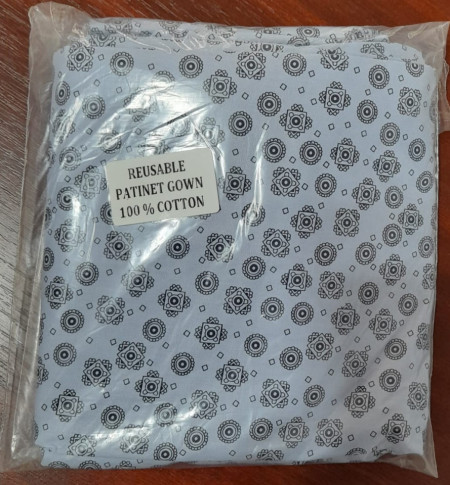 REUSABLE
PATINET GOWN
100 % COTTON